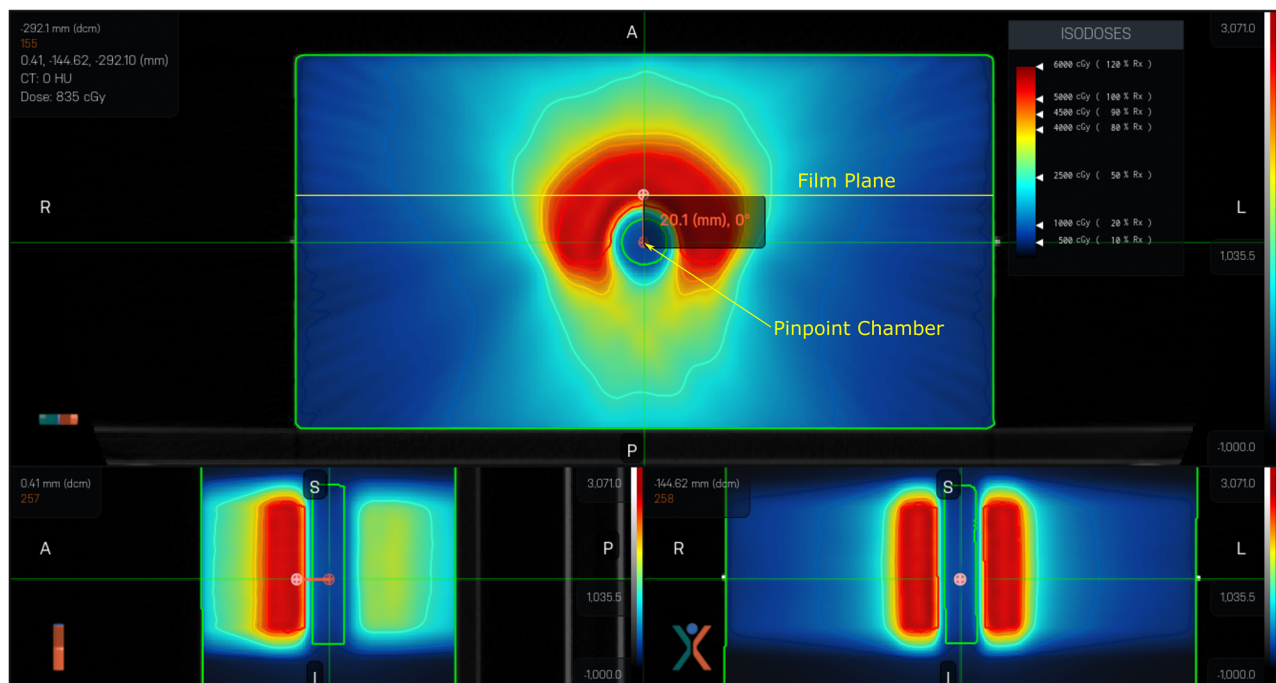 -292.1 mm (dcm)
155
0.41, -144.62, -292.10 (mm)
CT: 0 HU
Dose: 835 cGy
A
3,071.0
ISODOSES
6000 cGy ( 120 % Rx )
5000 cGy ( 100 % Rx )
4500 cGy ( 90 % Rx )
4000 cGy ( 80 % Rx )
2500 cGy ( 50 % Rx )
1000 cGy ( 20 % Rx )
500 cGy ( 10 % Rx )
Film Plane
R
L
20.1 (mm), 0°
1,035.5
Pinpoint Chamber
P
-1,000.0
0.41 mm (dcm)
257
S
3,071.0
A
P
1,035.5
I
-1,000.0
-144.62 mm (dcm)
258
S
3,071.0
R
L
1,035.5
I
-1,000.0